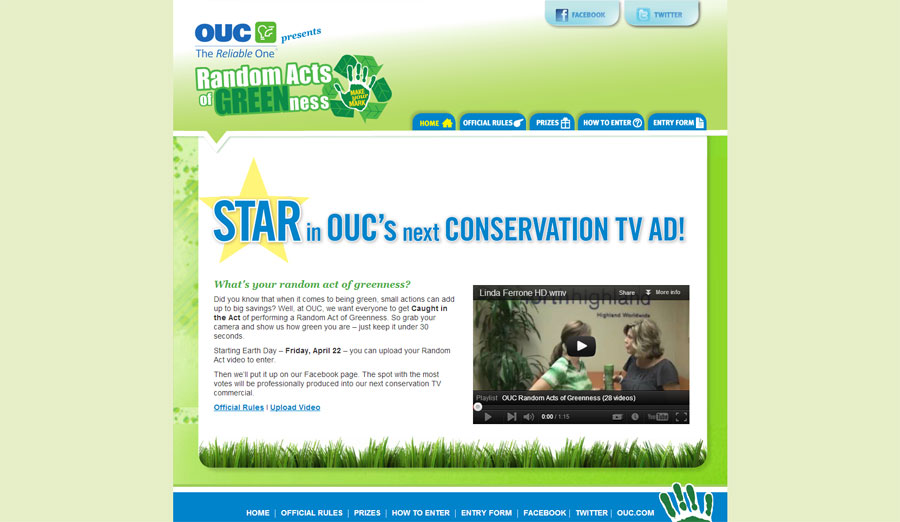 FACEBOOK
TWITTER
OUC presents
The Reliable One
Random Acts
of GREENness
MAKE
your
MARK
HOME
OFFICIAL RULES
PRIZES
HOW TO ENTER
ENTRY FORM
STAR in OUC's next CONSERVATION TV AD!
What's your random act of greenness?
Did you know that when it comes to being green, small actions can add
up to big savings? Well, at OUC, we want everyone to get Caught in
the Act of performing a Random Act of Greenness. So grab your
camera and show us how green you are – just keep it under 30
seconds.
Starting Earth Day – Friday, April 22 – you can upload your Random
Act video to enter.
Then we'll put it up on our Facebook page. The spot with the most
votes will be professionally produced into our next conservation TV
commercial.
Official Rules | Upload Video
Linda Ferrone HD wmv
Share
More info
northhighland
Highland Worldwide
Playlist OUC Random Acts of Greenness (28 videos)
0:00 / 1:15
YouTube
HOME | OFFICIAL RULES | PRIZES | HOW TO ENTER | ENTRY FORM | FACEBOOK | TWITTER | OUC.COM